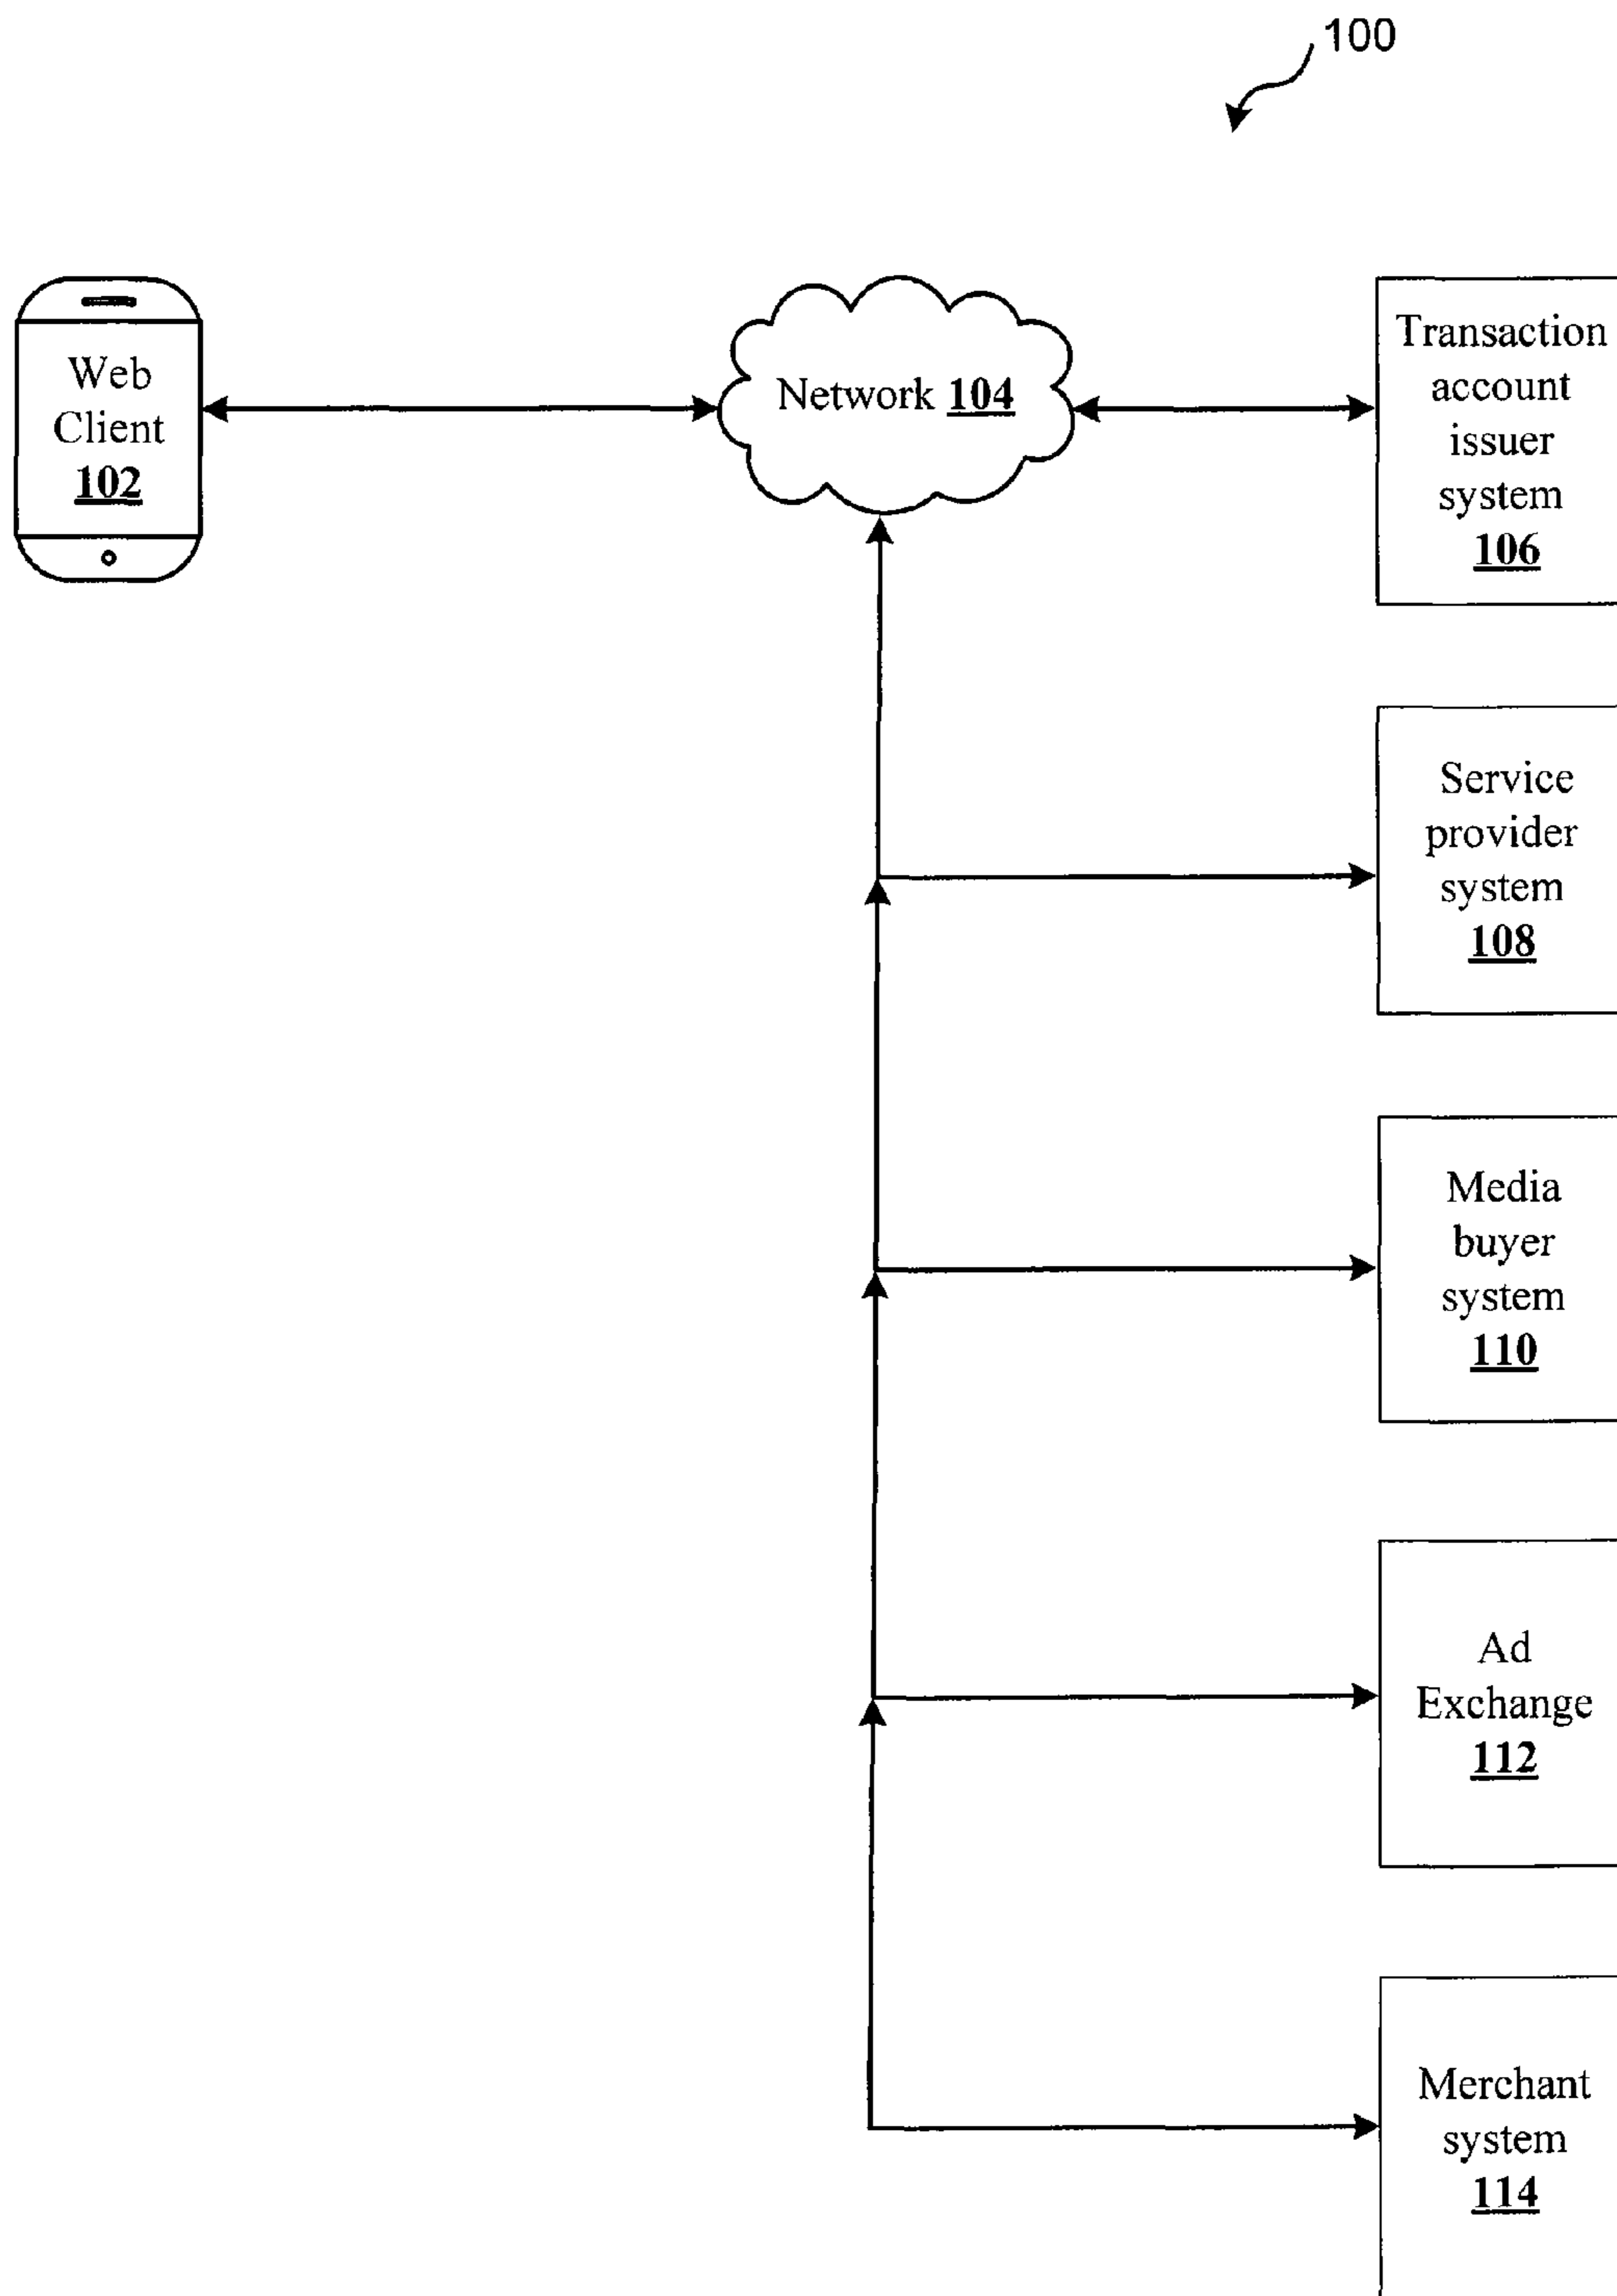 100
Web
Client
102
Network 104
Transaction
account
issuer
system
106
Service
provider
system
108
Media
buyer
system
110
Ad
Exchange
112
Merchant
system
114